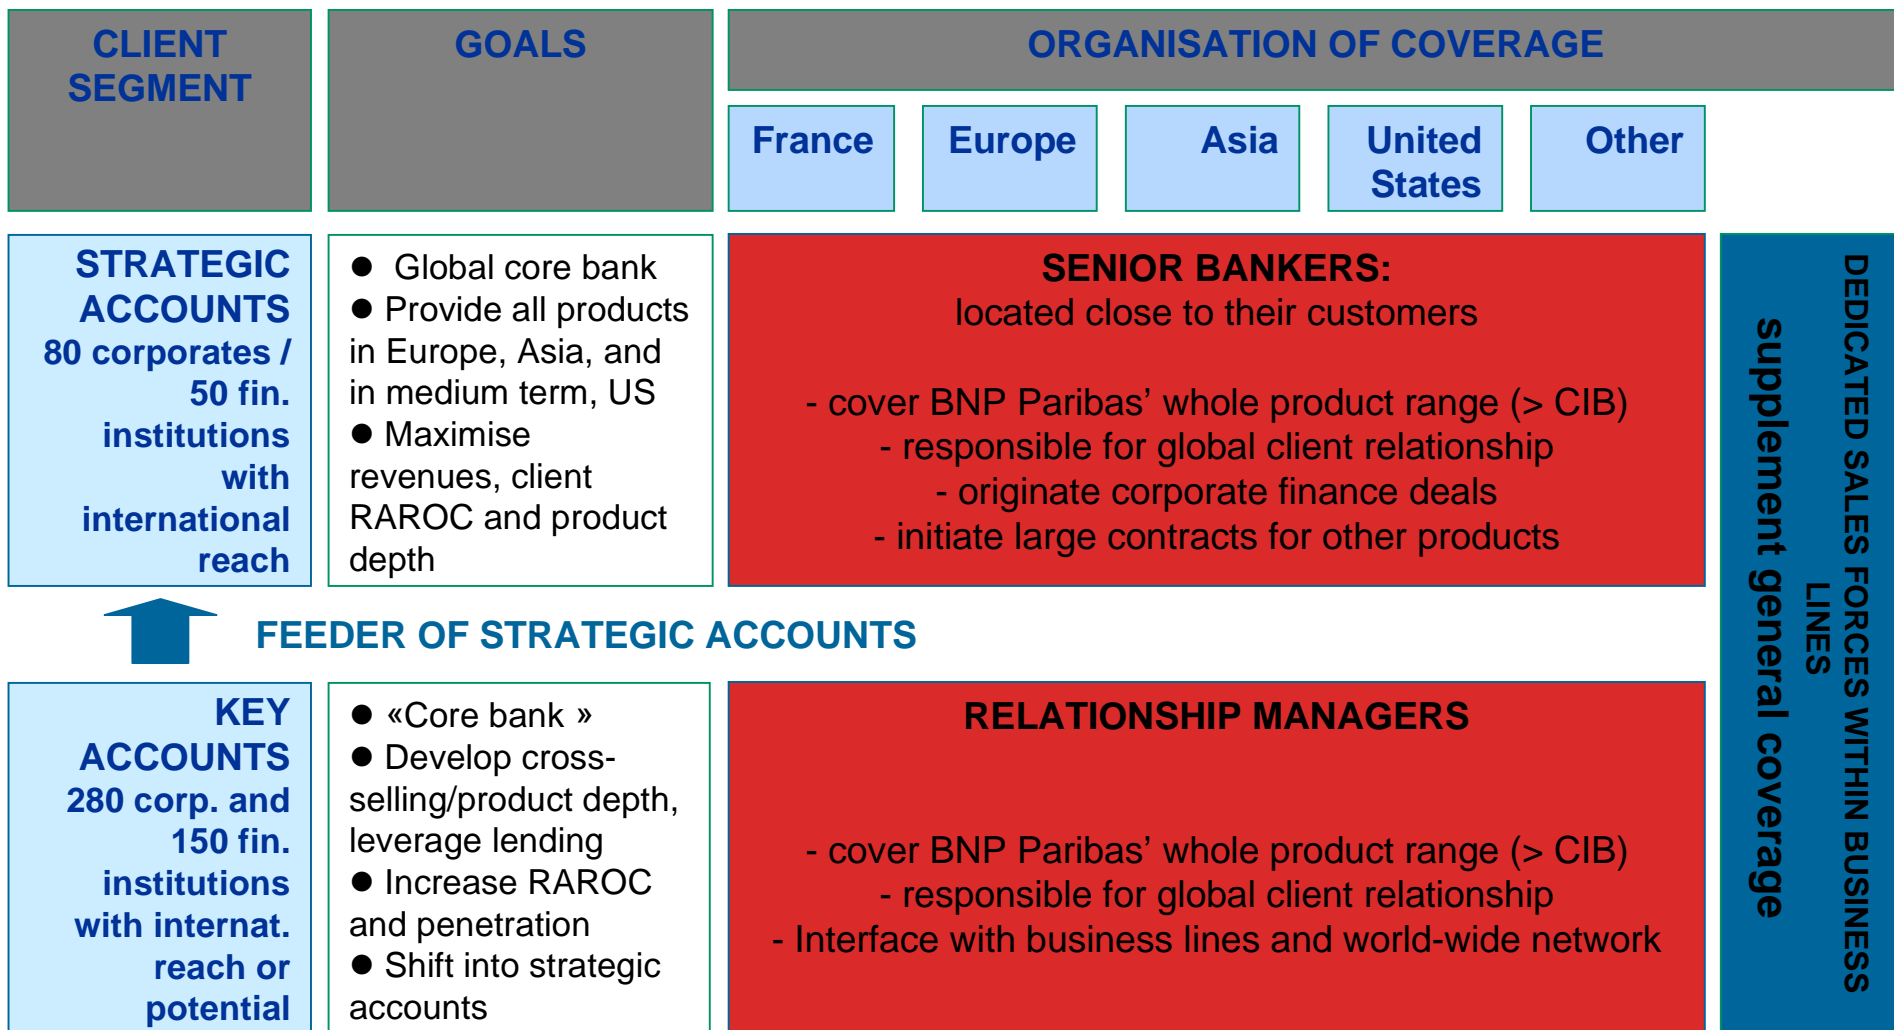 CLIENT
SEGMENT
GOALS
ORGANISATION OF COVERAGE
France
Europe
Asia
United
States
Other
STRATEGIC
ACCOUNTS
80 corporates /
50 fin.
institutions
with
international
reach
● Global core bank
● Provide all products
in Europe, Asia, and
in medium term, US
● Maximise
revenues, client
RAROC and product
depth
SENIOR BANKERS:
located close to their customers
- cover BNP Paribas’ whole product range (> CIB)
- responsible for global client relationship
- originate corporate finance deals
- initiate large contracts for other products
DEDICATED SALES FORCES WITHIN BUSINESS
LINES
supplement general coverage
FEEDER OF STRATEGIC ACCOUNTS
KEY
ACCOUNTS
280 corp. and
150 fin.
institutions
with internat.
reach or
potential
● «Core bank »
● Develop cross-
selling/product depth,
leverage lending
● Increase RAROC
and penetration
● Shift into strategic
accounts
RELATIONSHIP MANAGERS
- cover BNP Paribas’ whole product range (> CIB)
- responsible for global client relationship
- Interface with business lines and world-wide network